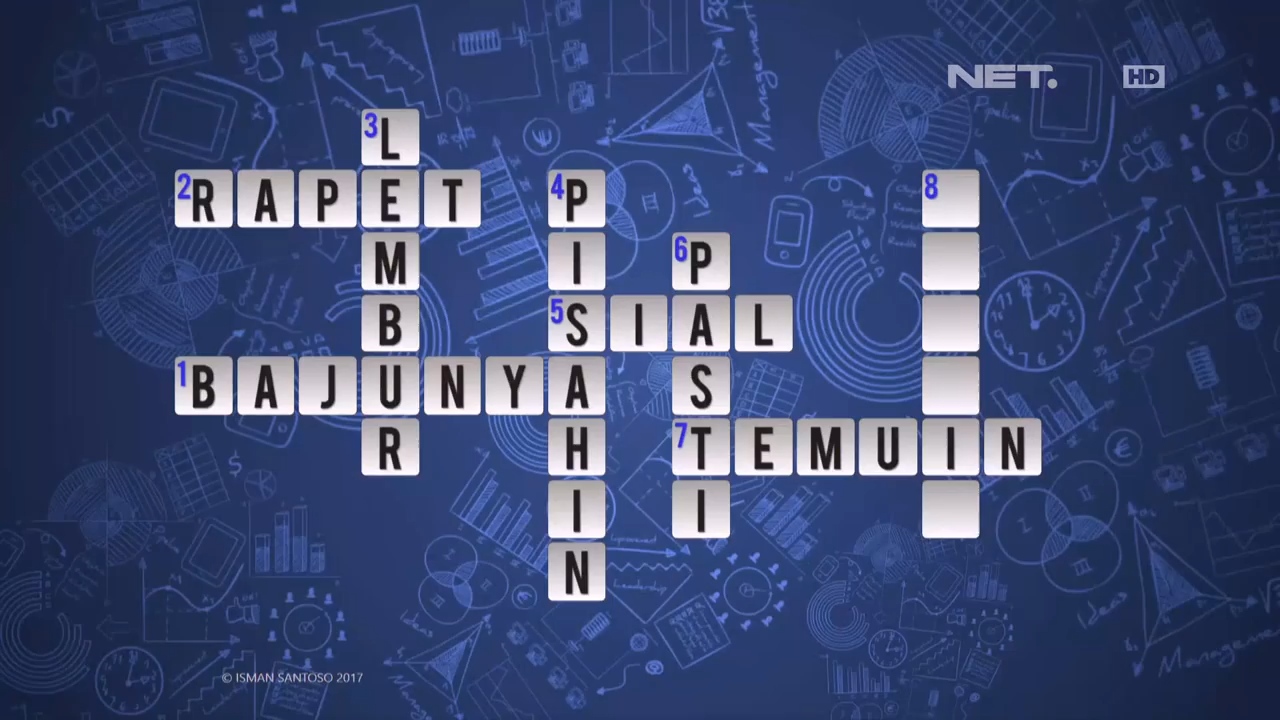 NET.
HD
3 L
2 R A P E T 4 P 8
M I 6 P
B 5 S I A L
1 B A J U N Y A S
R H 7 T E M U I N
I I
N
© ISMAN SANTOSO 2017